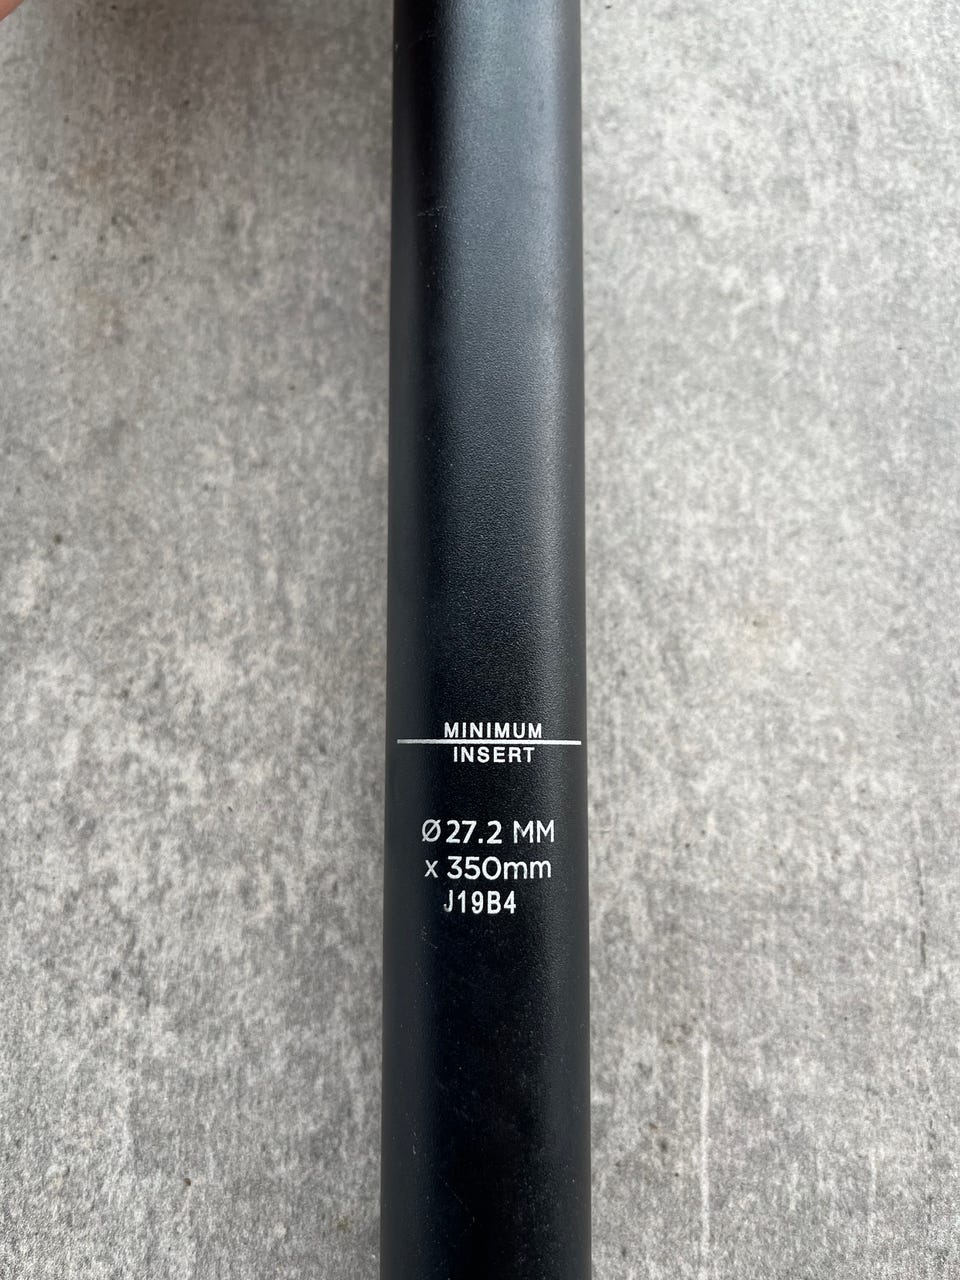 MINIMUM
INSERT
Ø27.2 MM
x 350mm
J19B4